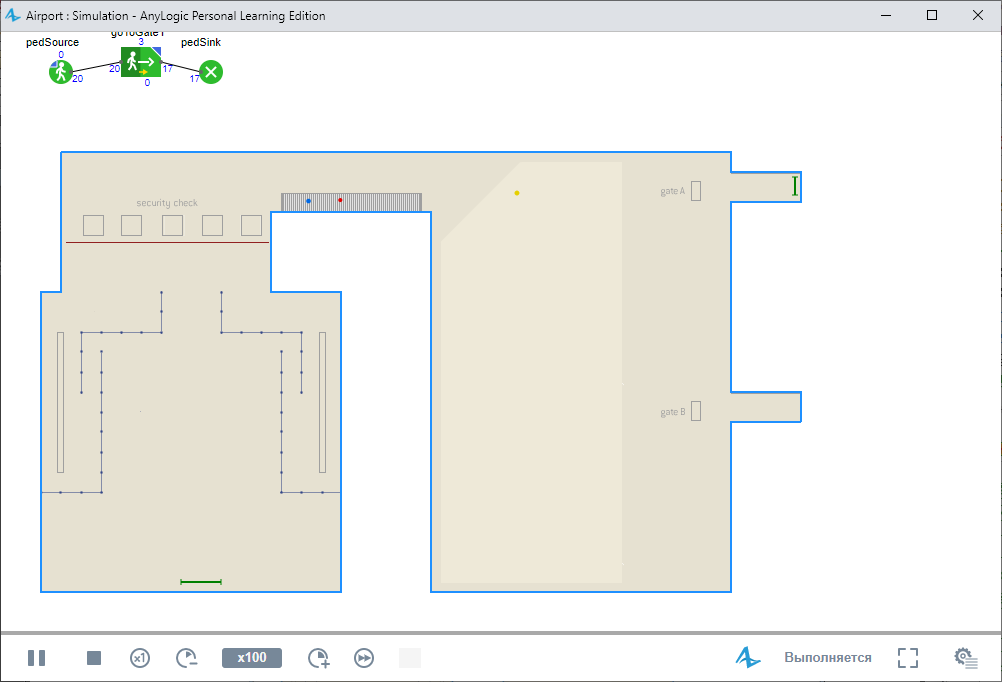 Airport : Simulation - AnyLogic Personal Learning Edition
goToGate1
pedSource
3
pedSink
0
20
17
20
0
17
security check
gate A
gate B
x1
x100
Выполняется